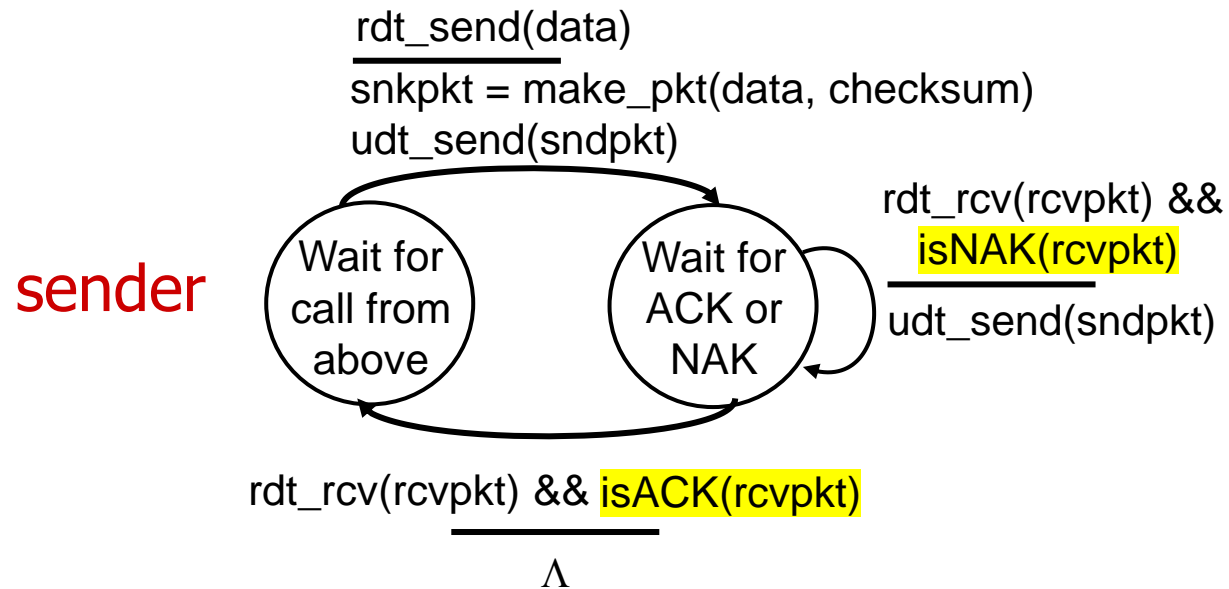 rdt_send(data)
snkpkt = make_pkt(data, checksum)
udt_send(sndpkt)
sender
Wait for
call from
above
Wait for
ACK or
NAK
rdt_rcv(rcvpkt) &&
isNAK(rcvpkt)
udt_send(sndpkt)
rdt_rcv(rcvpkt) && isACK(rcvpkt)
Λ